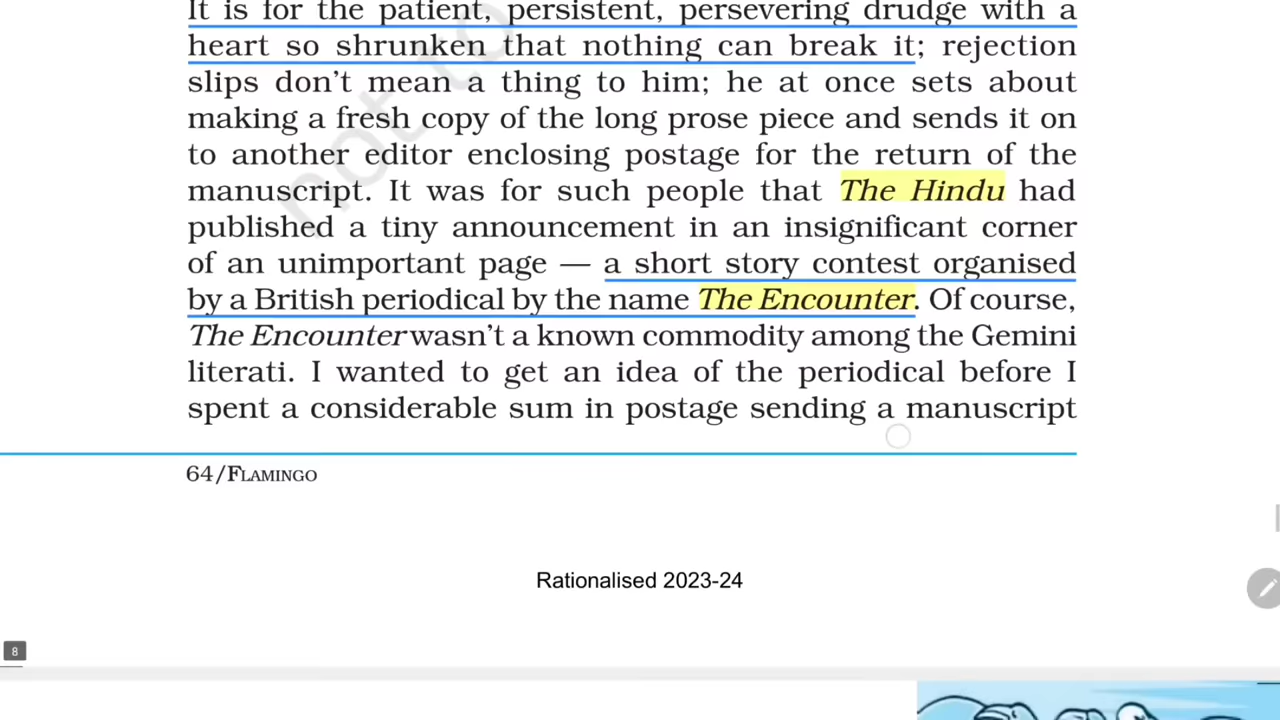 It is for the patient, persistent, persevering drudge with a
heart so shrunken that nothing can break it; rejection
slips don't mean a thing to him; he at once sets about
making a fresh copy of the long prose piece and sends it on
to another editor enclosing postage for the return of the
manuscript. It was for such people that The Hindu had
published a tiny announcement in an insignificant corner
of an unimportant page — a short story contest organised
by a British periodical by the name The Encounter. Of course,
The Encounter wasn't a known commodity among the Gemini
literati. I wanted to get an idea of the periodical before I
spent a considerable sum in postage sending a manuscript
64/FLAMINGO
Rationalised 2023-24
8
not to